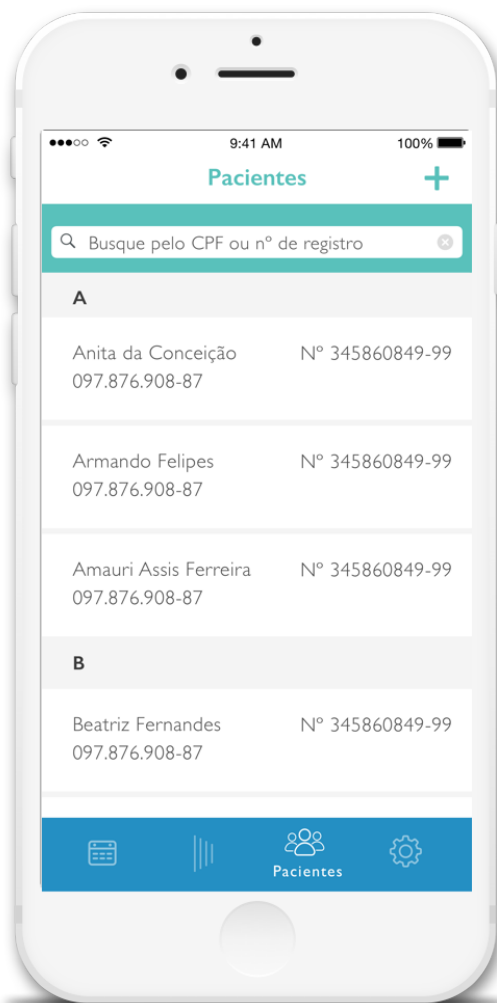 9:41 AM 100%
Pacientes
Busque pelo CPF ou nº de registro
A
Anita da Conceição Nº 345860849-99
097.876.908-87
Armando Felipes Nº 345860849-99
097.876.908-87
Amauri Assis Ferreira Nº 345860849-99
097.876.908-87
B
Beatriz Fernandes Nº 345860849-99
097.876.908-87
Pacientes